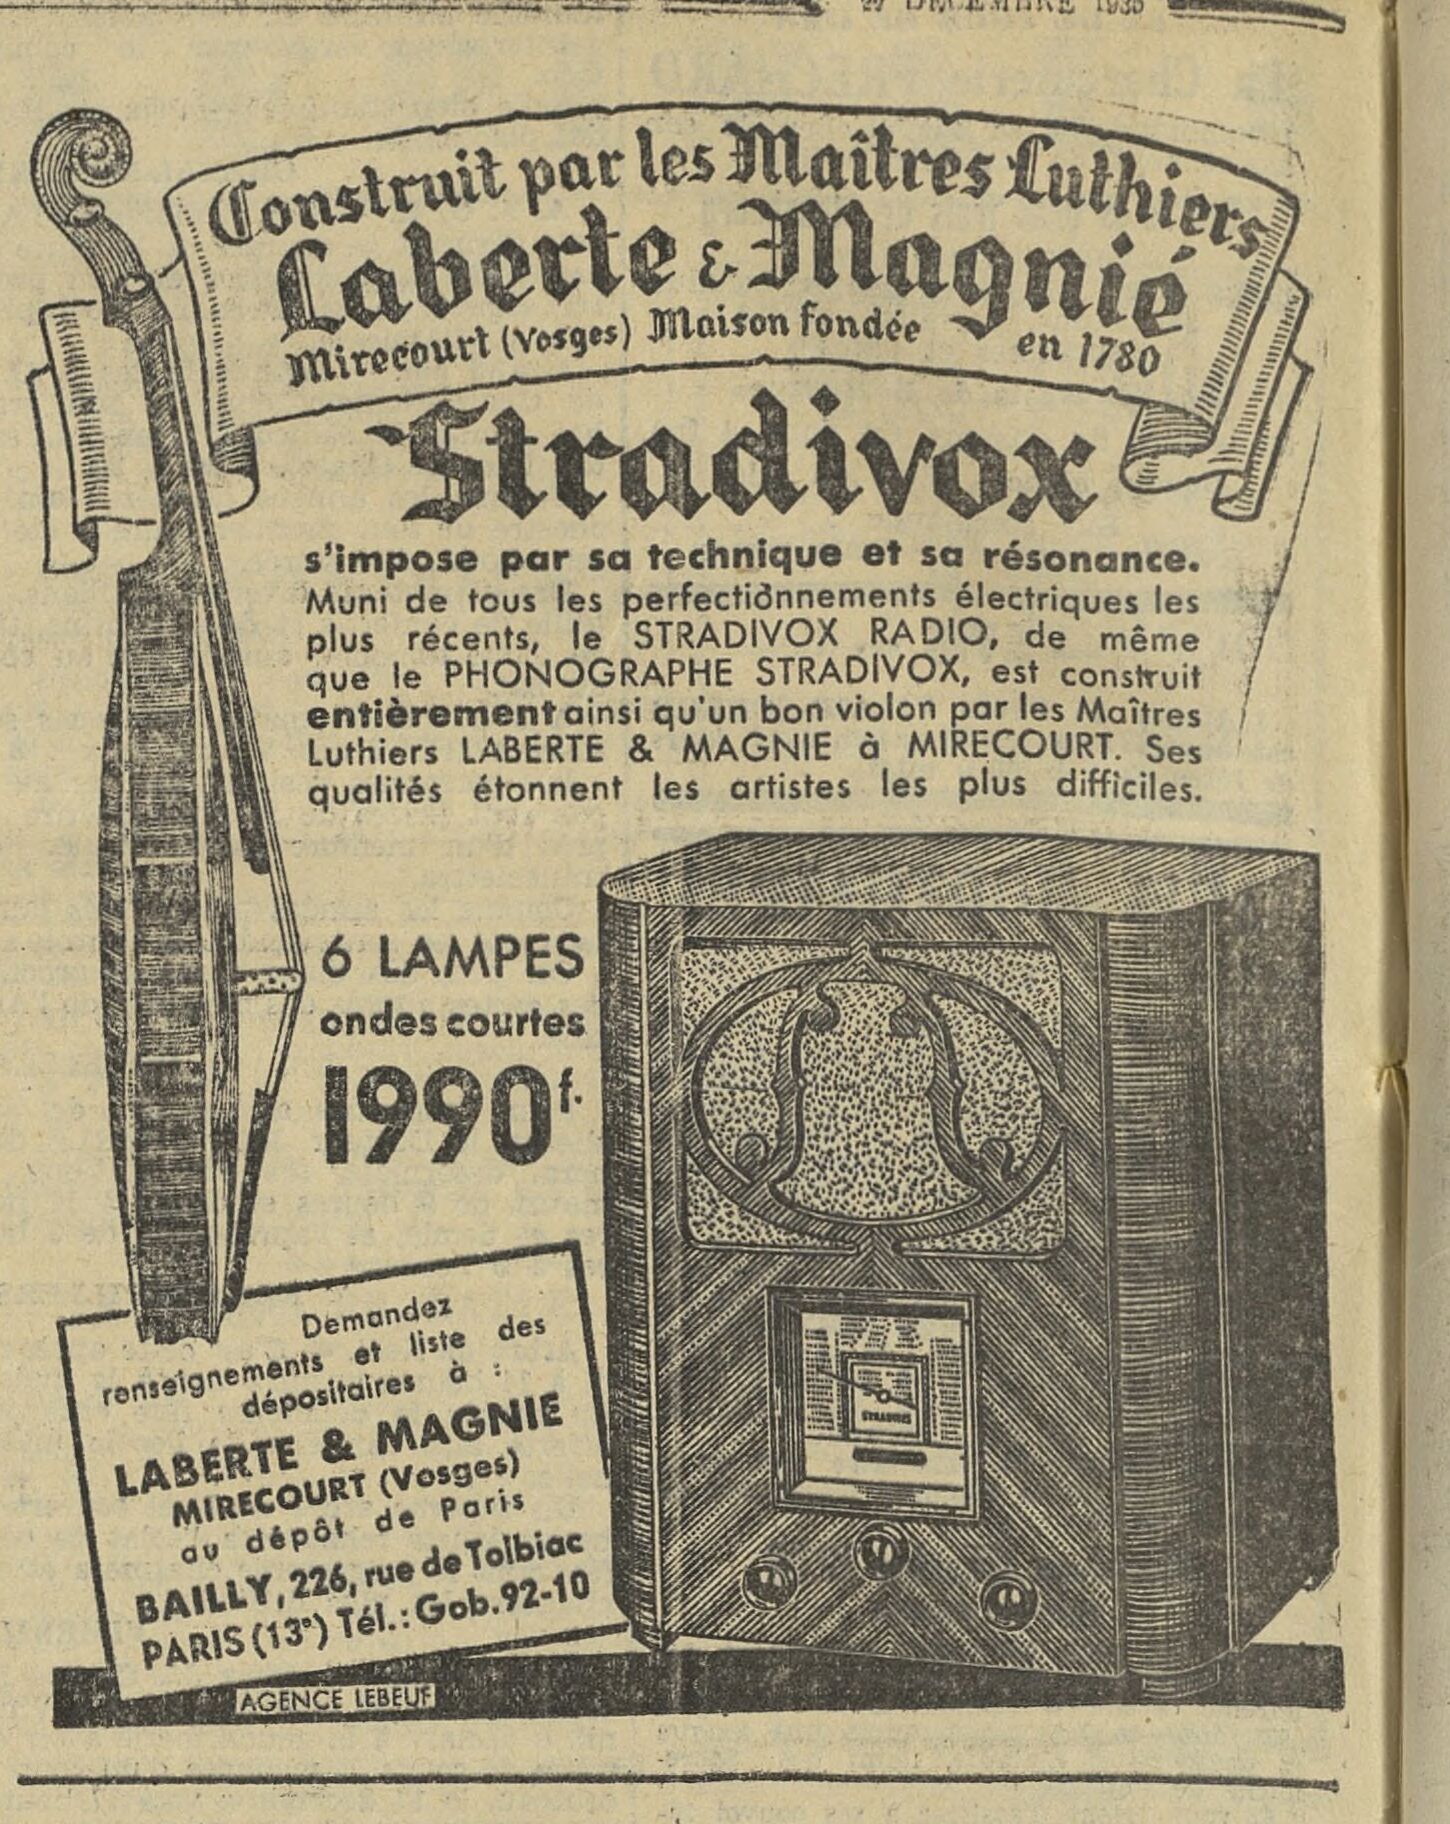 27 DÉCEMBRE 1935
Construit par les Maîtres Luthiers
Laberte & Magnié
Mirecourt (Vosges) Maison fondée en 1780
Stradivox
s'impose par sa technique et sa résonance.
Muni de tous les perfectionnements électriques les
plus récents, le STRADIVOX RADIO, de même
que le PHONOGRAPHE STRADIVOX, est construit
entièrement ainsi qu'un bon violon par les Maîtres
Luthiers LABERTE & MAGNIE à MIRECOURT. Ses
qualités étonnent les artistes les plus difficiles.
6 LAMPES
ondes courtes
1990f.
Demandez
renseignements et liste des
dépositaires à :
LABERTE & MAGNIE
MIRECOURT (Vosges)
au dépôt de Paris
BAILLY, 226, rue de Tolbiac
PARIS (13e) Tél.: Gob. 92-10
AGENCE LEBEUF